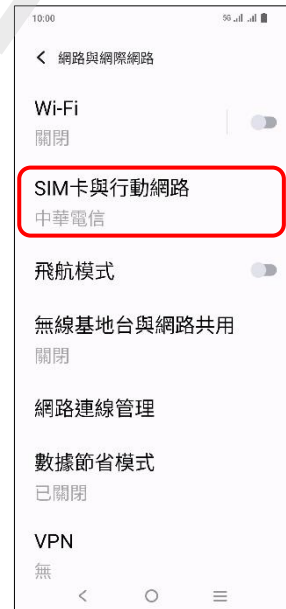 10:00
5G
網路與網際網路
Wi-Fi
關閉
SIM卡與行動網路
中華電信
飛航模式
無線基地台與網路共用
關閉
網路連線管理
數據節省模式
已關閉
VPN
無